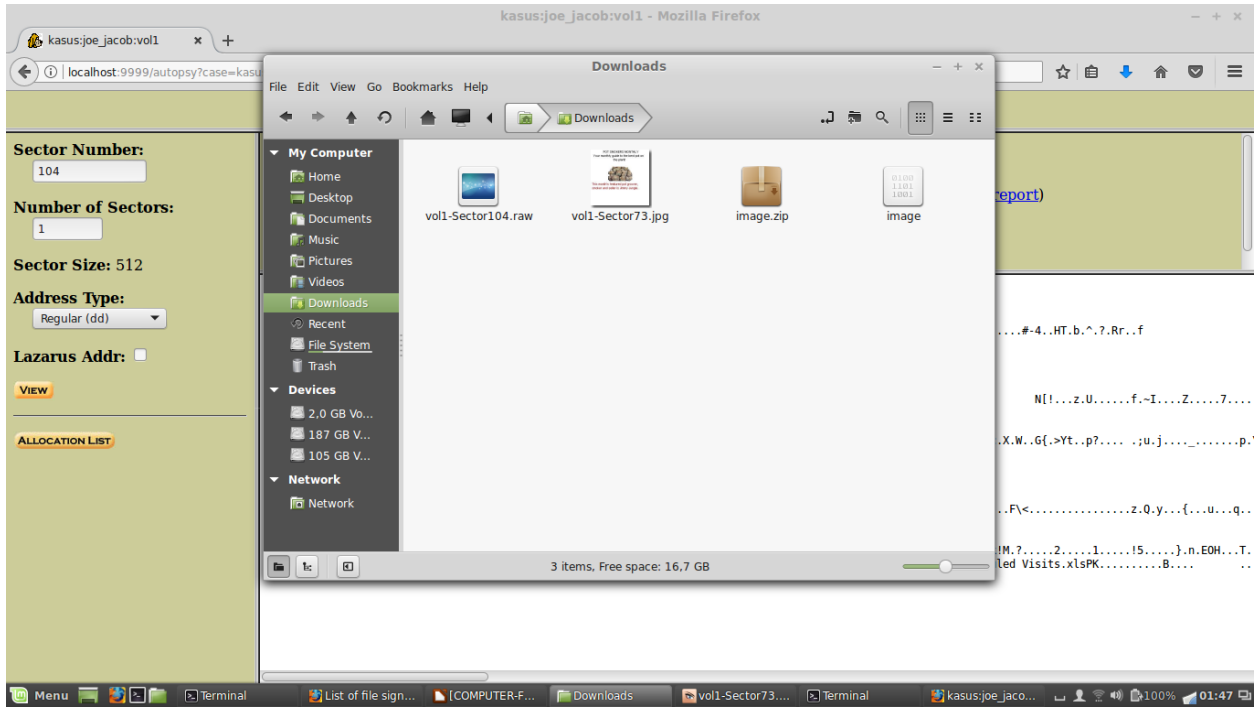 kasus:joe_jacob:vol1 - Mozilla Firefox
kasus:joe_jacob:vol1
localhost:9999/autopsy?case=kasu
Sector Number:
104
Number of Sectors:
1
Sector Size: 512
Address Type:
Regular (dd)
Lazarus Addr:
VIEW
ALLOCATION LIST
Downloads
File Edit View Go Bookmarks Help
Downloads
My Computer
Home
Desktop
Documents
Music
Pictures
Videos
Downloads
Recent
File System
Trash
Devices
2,0 GB Vo...
187 GB V...
105 GB V...
Network
Network
vol1-Sector104.raw
vol1-Sector73.jpg
image.zip
image
3 items, Free space: 16,7 GB
report)
....#-4..HT.b.^.?.Rr..f
N[!...z.U......f.~I....Z.....7....
.X.W..G{.>Yt..p?.... .;u.j...._.......p.
..F\<................z.Q.y...{...u...q..
!M.?.....2.....1.....!5.....}.n.EOH...T.
led Visits.xlsPK..........B.... ..
Menu
Terminal
List of file sign...
[COMPUTER-F...
Downloads
vol1-Sector73....
Terminal
kasus:joe_jaco...
100%
01:47